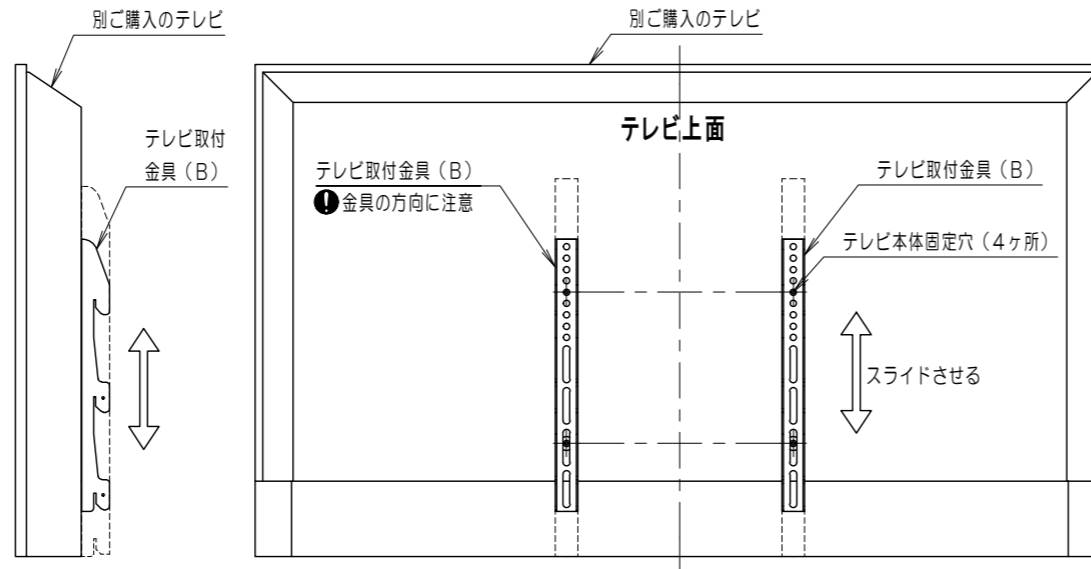 別ご購入のテレビ
別ご購入のテレビ
テレビ上面
テレビ取付
金具（B）
テレビ取付金具（B）
!金具の方向に注意
テレビ取付金具（B）
テレビ本体固定穴（4ヶ所）
スライドさせる